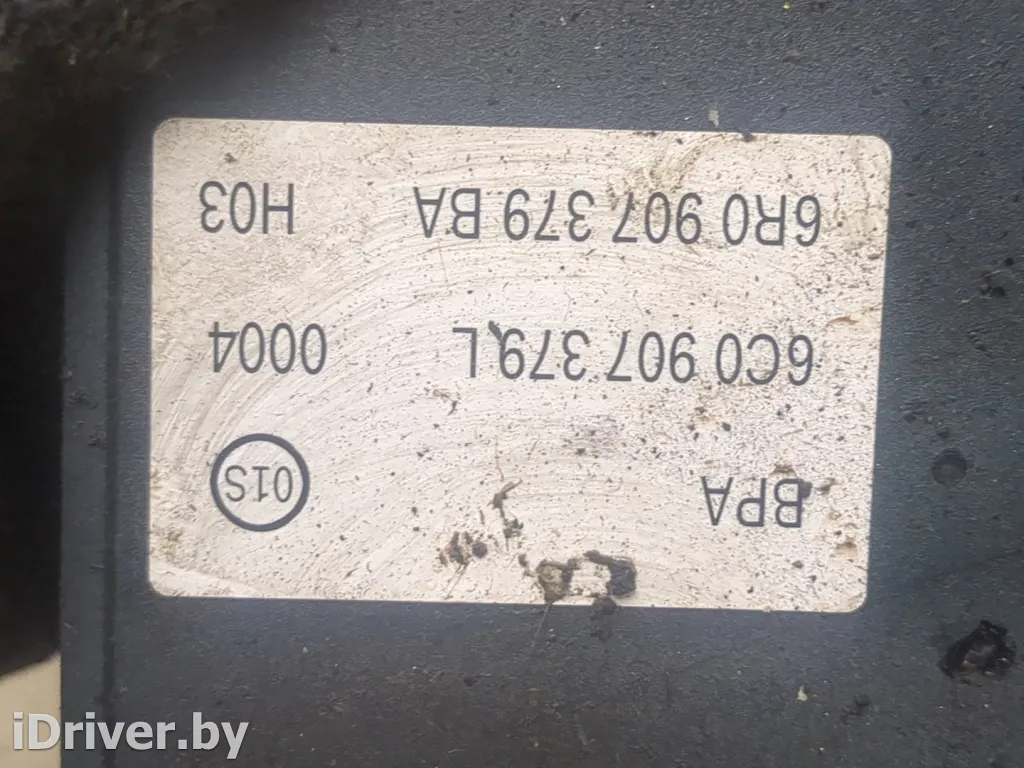 BPA 01S
6C0 907 379 L 0004
6R0 907 379 BA H03
iDriver.by